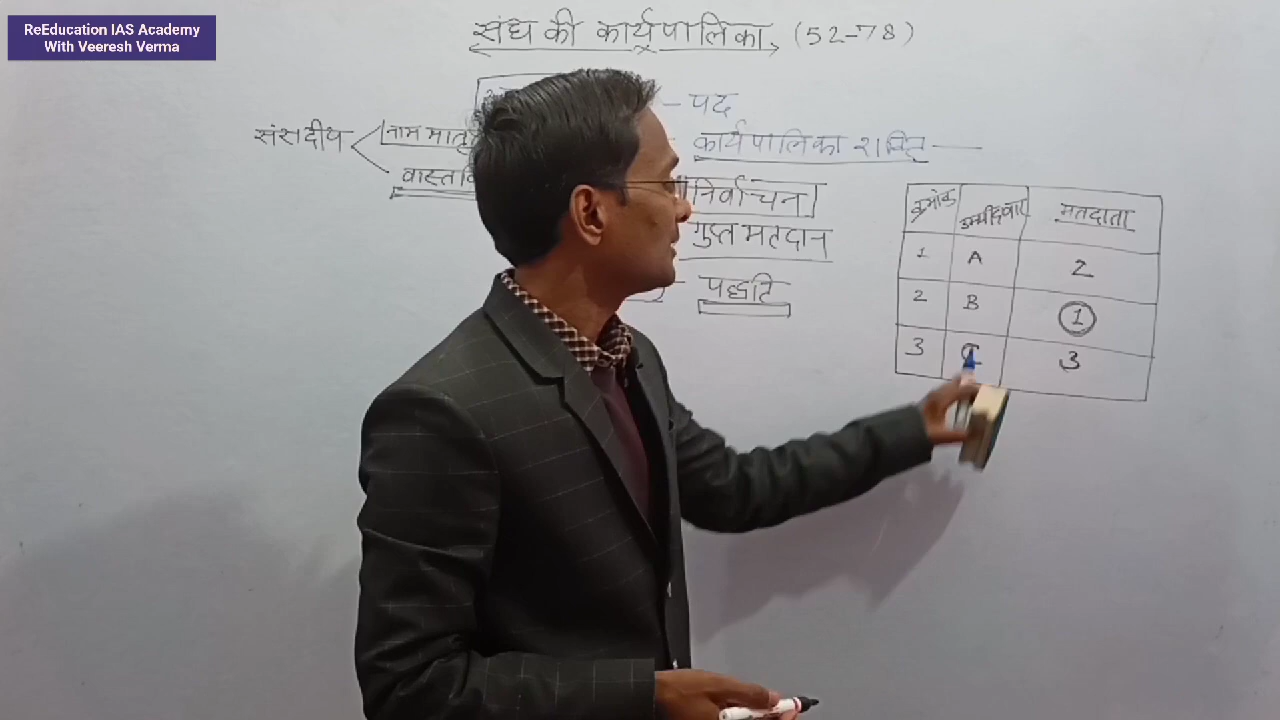 ReEducation IAS Academy
With Veeresh Verma
संघ की कार्यपालिका (52-78)
- पद
संसदीय नाम मात्र
कार्यपालिका शक्ति
वास्तवि
निर्वाचन
गुप्त मतदान
- पद्धति
क्रमांक उम्मीदवार मतदाता
1 A 2
2 B 1
3 C 3